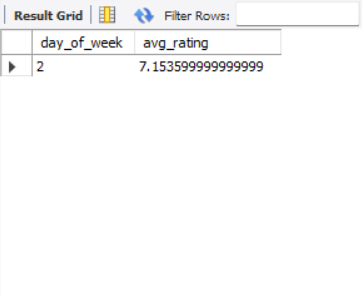 Result Grid Filter Rows:
day_of_week avg_rating
2 7.153599999999999